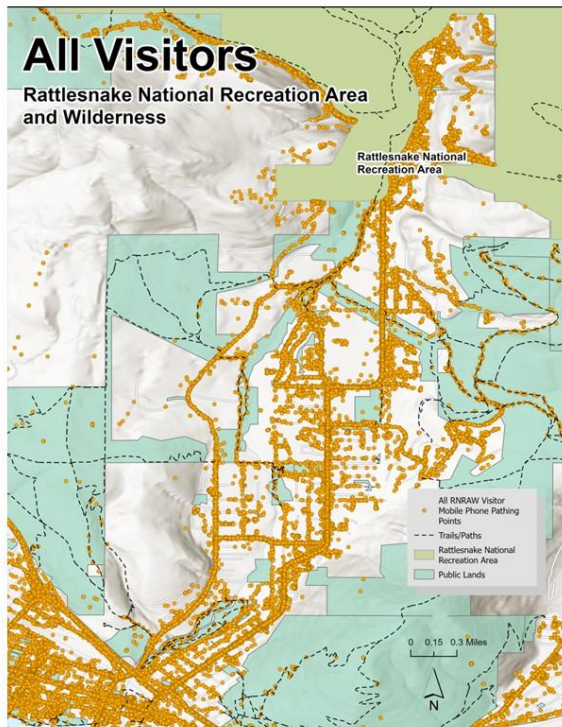 All Visitors
Rattlesnake National Recreation Area
and Wilderness
Rattlesnake National
Recreation Area
All RNRAW Visitor
Mobile Phone Pathing
Points
Trails/Paths
Rattlesnake National
Recreation Area
Public Lands
0 0.15 0.3 Miles
N